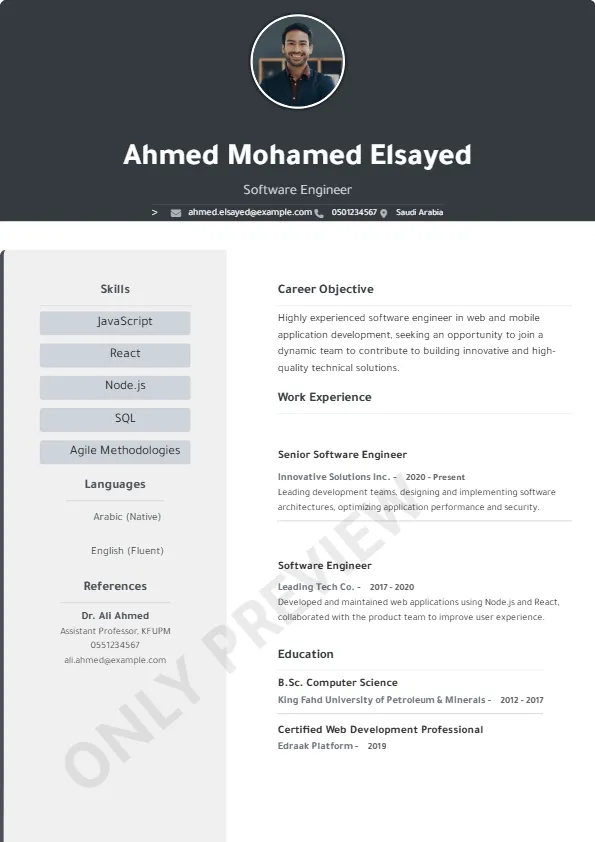 Ahmed Mohamed Elsayed
Software Engineer
> ahmed.elsayed@example.com 0501234567 Saudi Arabia
Skills
JavaScript
React
Node.js
SQL
Agile Methodologies
Languages
Arabic (Native)
English (Fluent)
References
Dr. Ali Ahmed
Assistant Professor, KFUPM
0551234567
ali.ahmed@example.com
Career Objective
Highly experienced software engineer in web and mobile
application development, seeking an opportunity to join a
dynamic team to contribute to building innovative and high-
quality technical solutions.
Work Experience
Senior Software Engineer
Innovative Solutions Inc. - 2020 - Present
Leading development teams, designing and implementing software
architectures, optimizing application performance and security.
Software Engineer
Leading Tech Co. - 2017 - 2020
Developed and maintained web applications using Node.js and React,
collaborated with the product team to improve user experience.
Education
B.Sc. Computer Science
King Fahd University of Petroleum & Minerals - 2012 - 2017
Certified Web Development Professional
Edraak Platform - 2019
ONLY PREVIEW